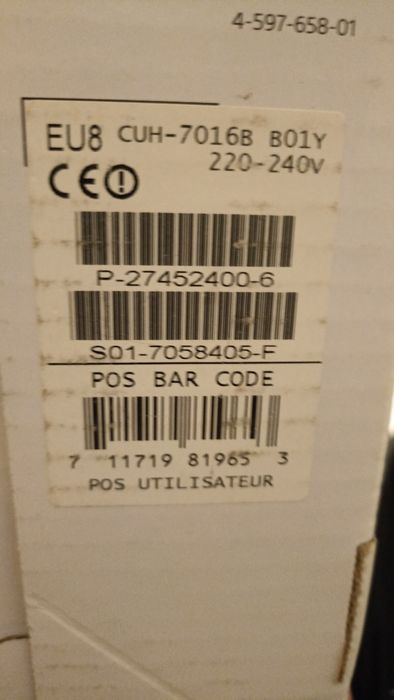 4-597-658-01
EU8 CUH-7016B B01Y
220-240V
CE
P-27452400-6
S01-7058405-F
POS BAR CODE
7 11719 81965 3
POS UTILISATEUR